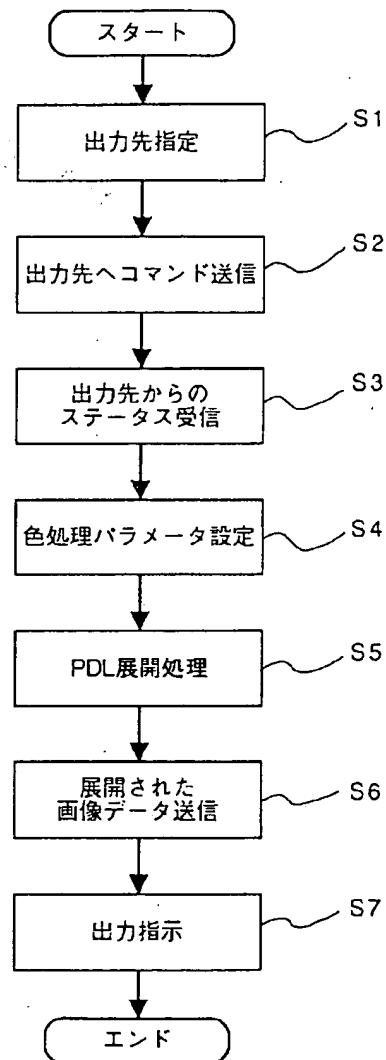 スタート
出力先指定
S1
出力先へコマンド送信
S2
出力先からの
ステータス受信
S3
色処理パラメータ設定
S4
PDL展開処理
S5
展開された
画像データ送信
S6
出力指示
S7
エンド